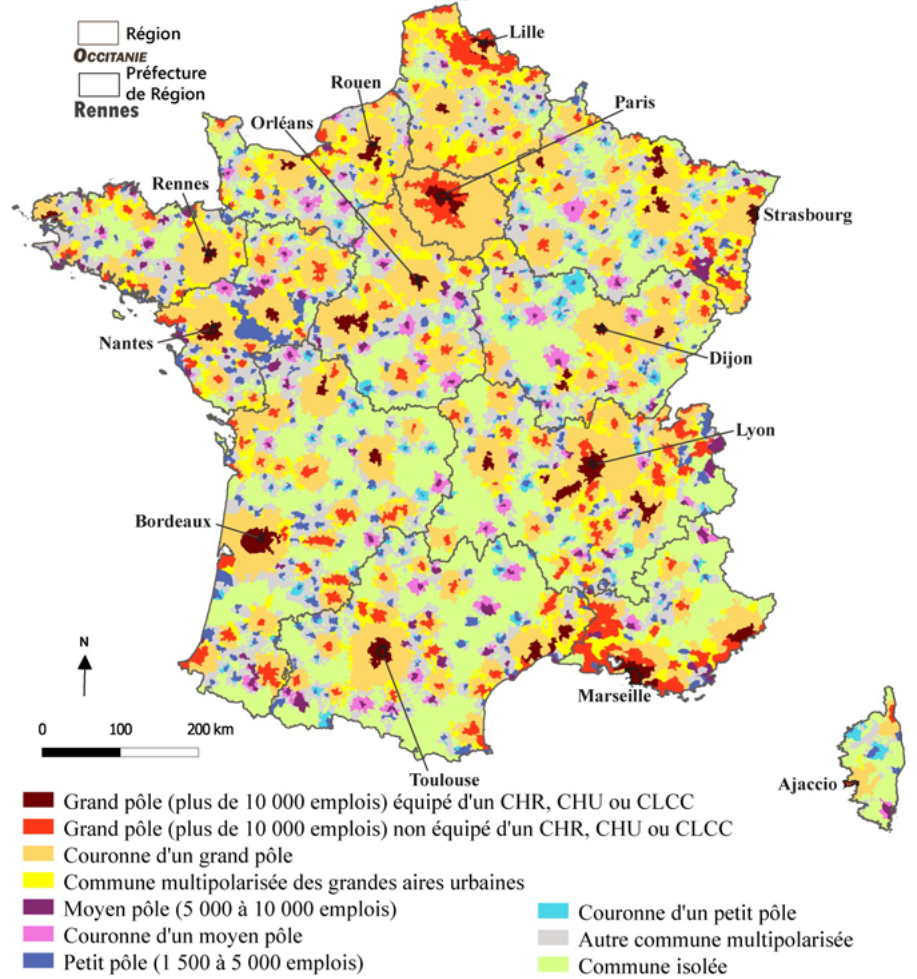 Région
OCCITANIE
Préfecture
de Région
Rennes
Lille
Rouen
Paris
Orléans
Rennes
Strasbourg
Nantes
Dijon
Lyon
Bordeaux
N
Marseille
0 100 200 km
Toulouse
Ajaccio
Grand pôle (plus de 10 000 emplois) équipé d'un CHR, CHU ou CLCC
Grand pôle (plus de 10 000 emplois) non équipé d'un CHR, CHU ou CLCC
Couronne d'un grand pôle
Commune multipolarisée des grandes aires urbaines
Moyen pôle (5 000 à 10 000 emplois)
Couronne d'un moyen pôle
Petit pôle (1 500 à 5 000 emplois)
Couronne d'un petit pôle
Autre commune multipolarisée
Commune isolée